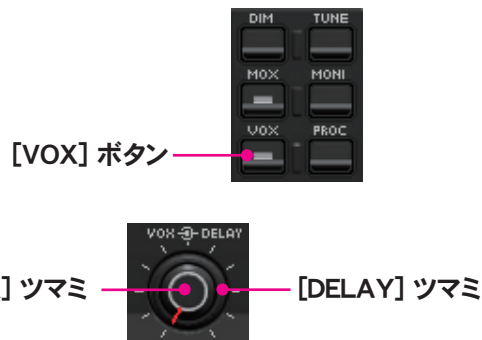 DIM TUNE
MOX MONI
VOX PROC
[VOX] ボタン
VOX DELAY
] ツマミ
[DELAY] ツマミ